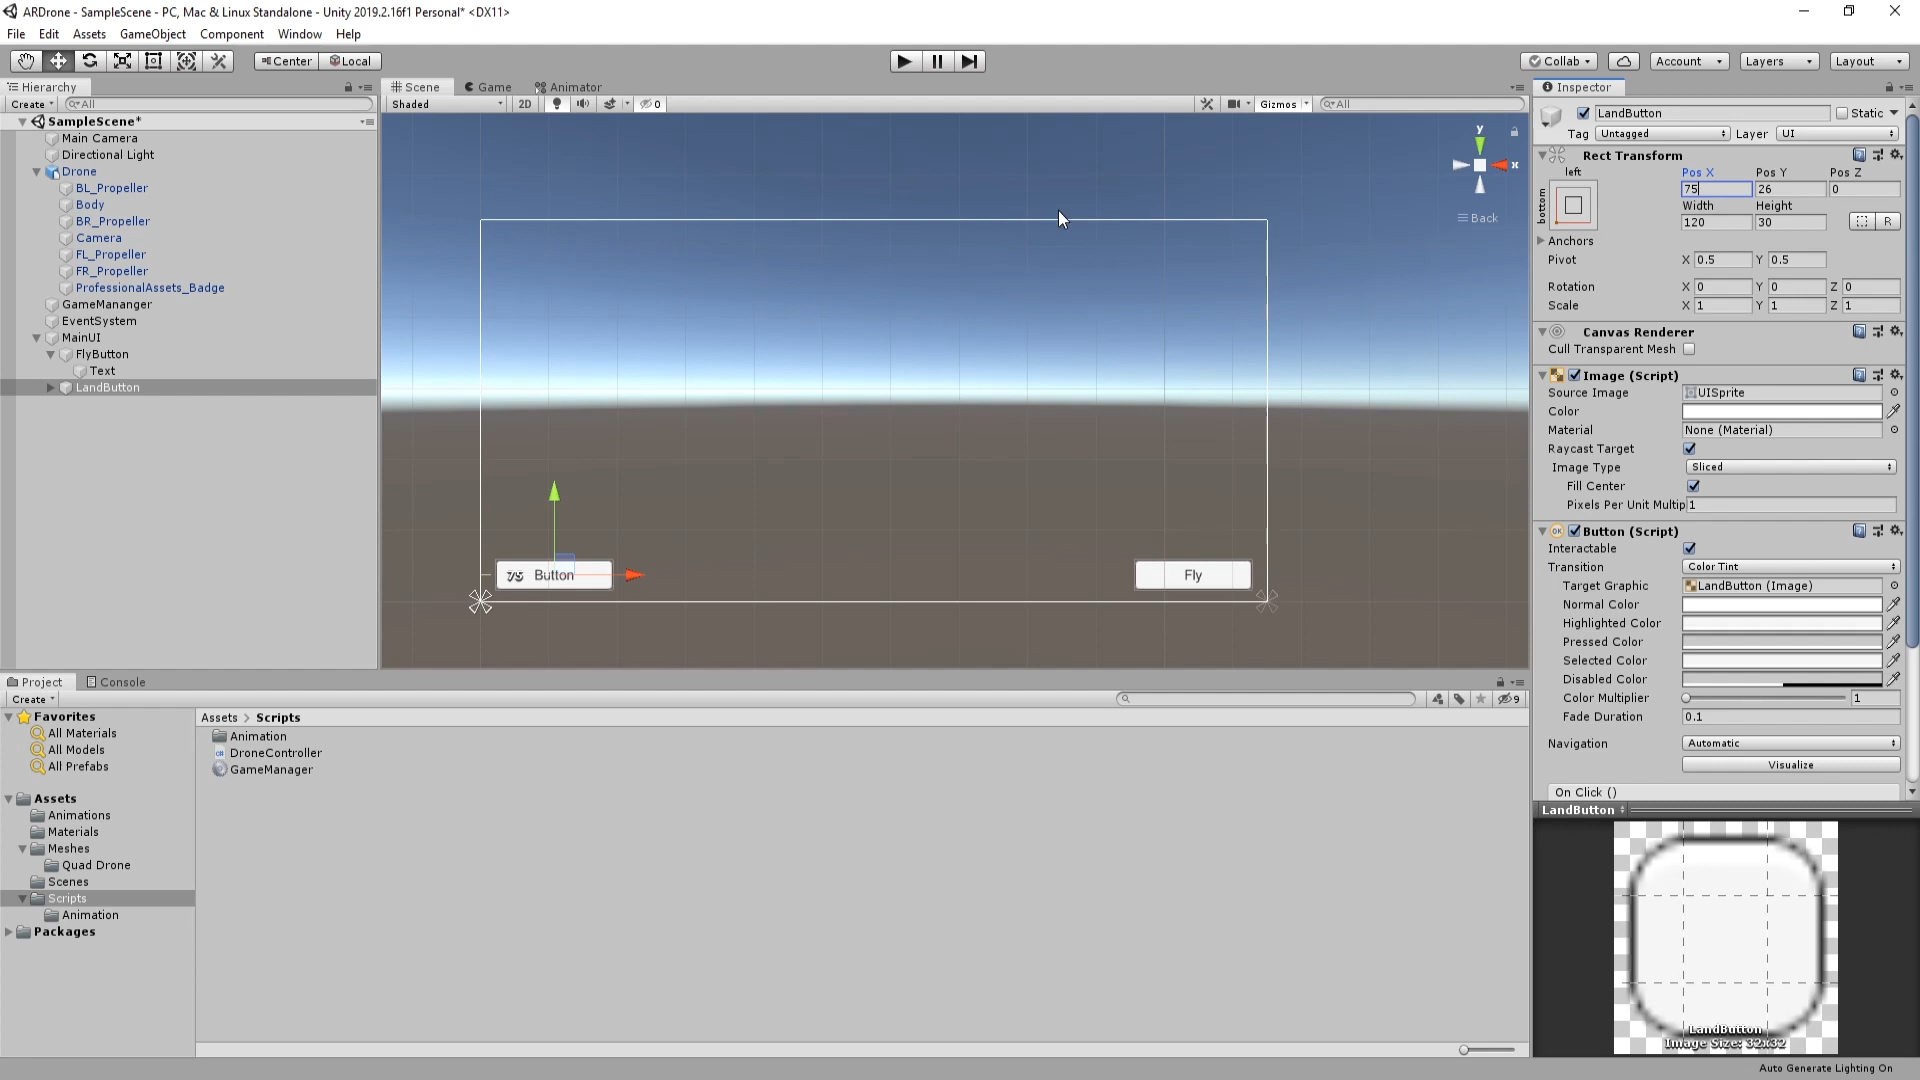 ARDrone - SampleScene - PC, Mac & Linux Standalone - Unity 2019.2.16f1 Personal* <DX11>
File Edit Assets GameObject Component Window Help
Center Local Collab Account Layers Layout
Hierarchy Scene Game Animator Inspector
Create All Shaded 2D 0 Gizmos All
LandButton Static
Tag Untagged Layer UI
SampleScene*
Main Camera
Directional Light
Drone
BL_Propeller
Body
BR_Propeller
Camera
FL_Propeller
FR_Propeller
ProfessionalAssets_Badge
GameMananger
EventSystem
MainUI
FlyButton
Text
LandButton
y
x
Back
75 Button
Fly
Rect Transform
left
bottom
Pos X Pos Y Pos Z
75 26 0
Width Height
120 30
R
Anchors
Pivot X 0.5 Y 0.5
Rotation X 0 Y 0 Z 0
Scale X 1 Y 1 Z 1
Canvas Renderer
Cull Transparent Mesh
Image (Script)
Source Image UISprite
Color
Material None (Material)
Raycast Target
Image Type Sliced
Fill Center
Pixels Per Unit Multip 1
OK Button (Script)
Interactable
Transition Color Tint
Target Graphic LandButton (Image)
Normal Color
Highlighted Color
Pressed Color
Selected Color
Disabled Color
Color Multiplier 1
Fade Duration 0.1
Navigation Automatic
Visualize
On Click ()
LandButton
LandButton
Image Size: 32x32
Project Console
Create 9
Favorites
All Materials
All Models
All Prefabs
Assets
Animations
Materials
Meshes
Quad Drone
Scenes
Scripts
Animation
Packages
Assets > Scripts
Animation
DroneController
GameManager
Auto Generate Lighting On